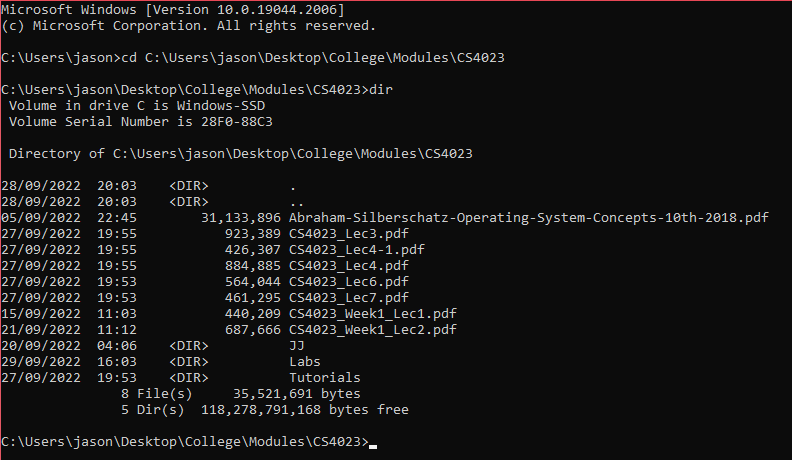 Microsoft Windows [Version 10.0.19044.2006]
(c) Microsoft Corporation. All rights reserved.
C:\Users\jason>cd C:\Users\jason\Desktop\College\Modules\CS4023
C:\Users\jason\Desktop\College\Modules\CS4023>dir
 Volume in drive C is Windows-SSD
 Volume Serial Number is 28F0-88C3
 Directory of C:\Users\jason\Desktop\College\Modules\CS4023
28/09/2022  20:03    <DIR>          .
28/09/2022  20:03    <DIR>          ..
05/09/2022  22:45        31,133,896 Abraham-Silberschatz-Operating-System-Concepts-10th-2018.pdf
27/09/2022  19:55           923,389 CS4023_Lec3.pdf
27/09/2022  19:55           426,307 CS4023_Lec4-1.pdf
27/09/2022  19:55           884,885 CS4023_Lec4.pdf
27/09/2022  19:53           564,044 CS4023_Lec6.pdf
27/09/2022  19:53           461,295 CS4023_Lec7.pdf
15/09/2022  11:03           440,209 CS4023_Week1_Lec1.pdf
21/09/2022  11:12           687,666 CS4023_Week1_Lec2.pdf
20/09/2022  04:06    <DIR>          JJ
29/09/2022  16:03    <DIR>          Labs
27/09/2022  19:53    <DIR>          Tutorials
               8 File(s)     35,521,691 bytes
               5 Dir(s)  118,278,791,168 bytes free
C:\Users\jason\Desktop\College\Modules\CS4023>